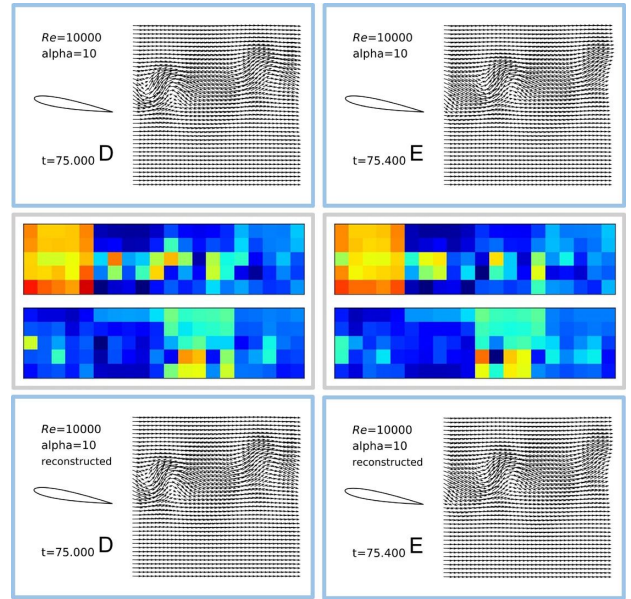 Re=10000
alpha=10
t=75.000 D
Re=10000
alpha=10
t=75.400 E
Re=10000
alpha=10
reconstructed
t=75.000 D
Re=10000
alpha=10
reconstructed
t=75.400 E